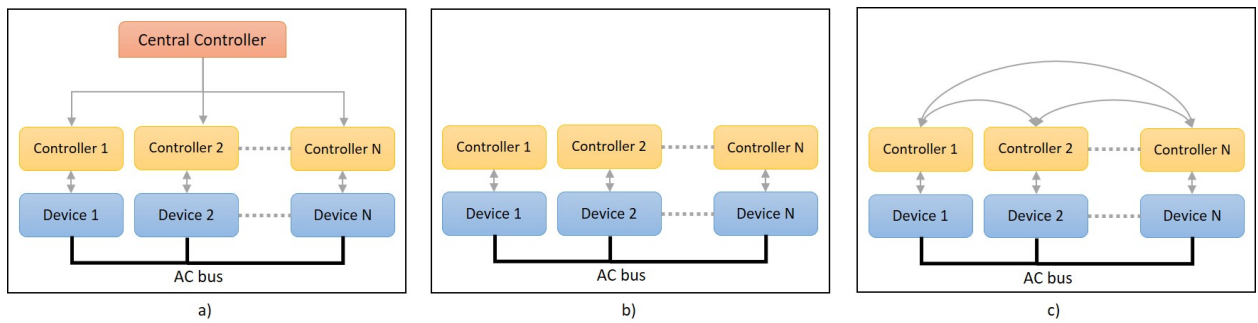 Central Controller
Controller 1
Controller 2
Controller N
Device 1
Device 2
Device N
AC bus
a)
Controller 1
Controller 2
Controller N
Device 1
Device 2
Device N
AC bus
b)
Controller 1
Controller 2
Controller N
Device 1
Device 2
Device N
AC bus
c)